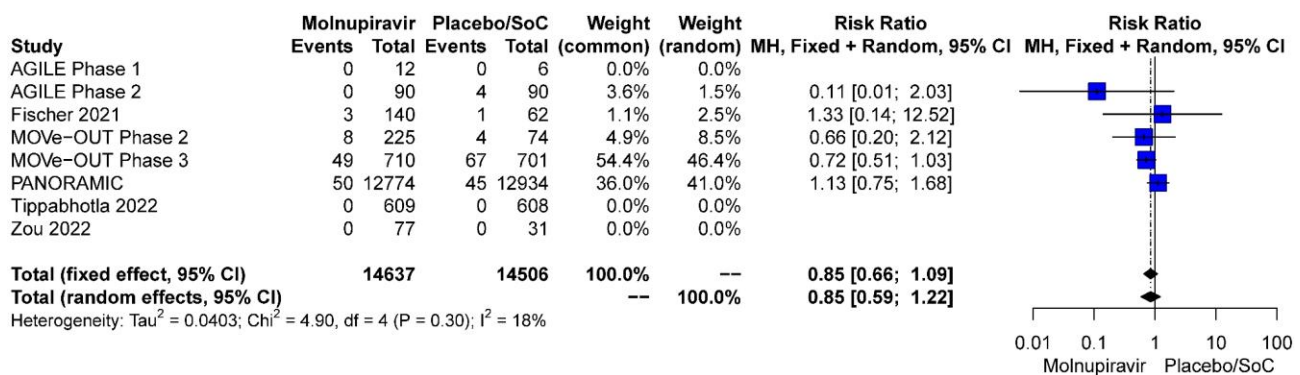 Molnupiravir Placebo/SoC Weight Weight Risk Ratio Risk Ratio
Study Events Total Events Total (common) (random) MH, Fixed + Random, 95% CI MH, Fixed + Random, 95% CI
AGILE Phase 1 0 12 0 6 0.0% 0.0%
AGILE Phase 2 0 90 4 90 3.6% 1.5% 0.11 [0.01; 2.03]
Fischer 2021 3 140 1 62 1.1% 2.5% 1.33 [0.14; 12.52]
MOVe−OUT Phase 2 8 225 4 74 4.9% 8.5% 0.66 [0.20; 2.12]
MOVe−OUT Phase 3 49 710 67 701 54.4% 46.4% 0.72 [0.51; 1.03]
PANORAMIC 50 12774 45 12934 36.0% 41.0% 1.13 [0.75; 1.68]
Tippabhotla 2022 0 609 0 608 0.0% 0.0%
Zou 2022 0 77 0 31 0.0% 0.0%
Total (fixed effect, 95% CI) 14637 14506 100.0% −− 0.85 [0.66; 1.09]
Total (random effects, 95% CI) −− 100.0% 0.85 [0.59; 1.22]
Heterogeneity: Tau² = 0.0403; Chi² = 4.90, df = 4 (P = 0.30); I² = 18%
0.01 0.1 1 10 100
Molnupiravir Placebo/SoC